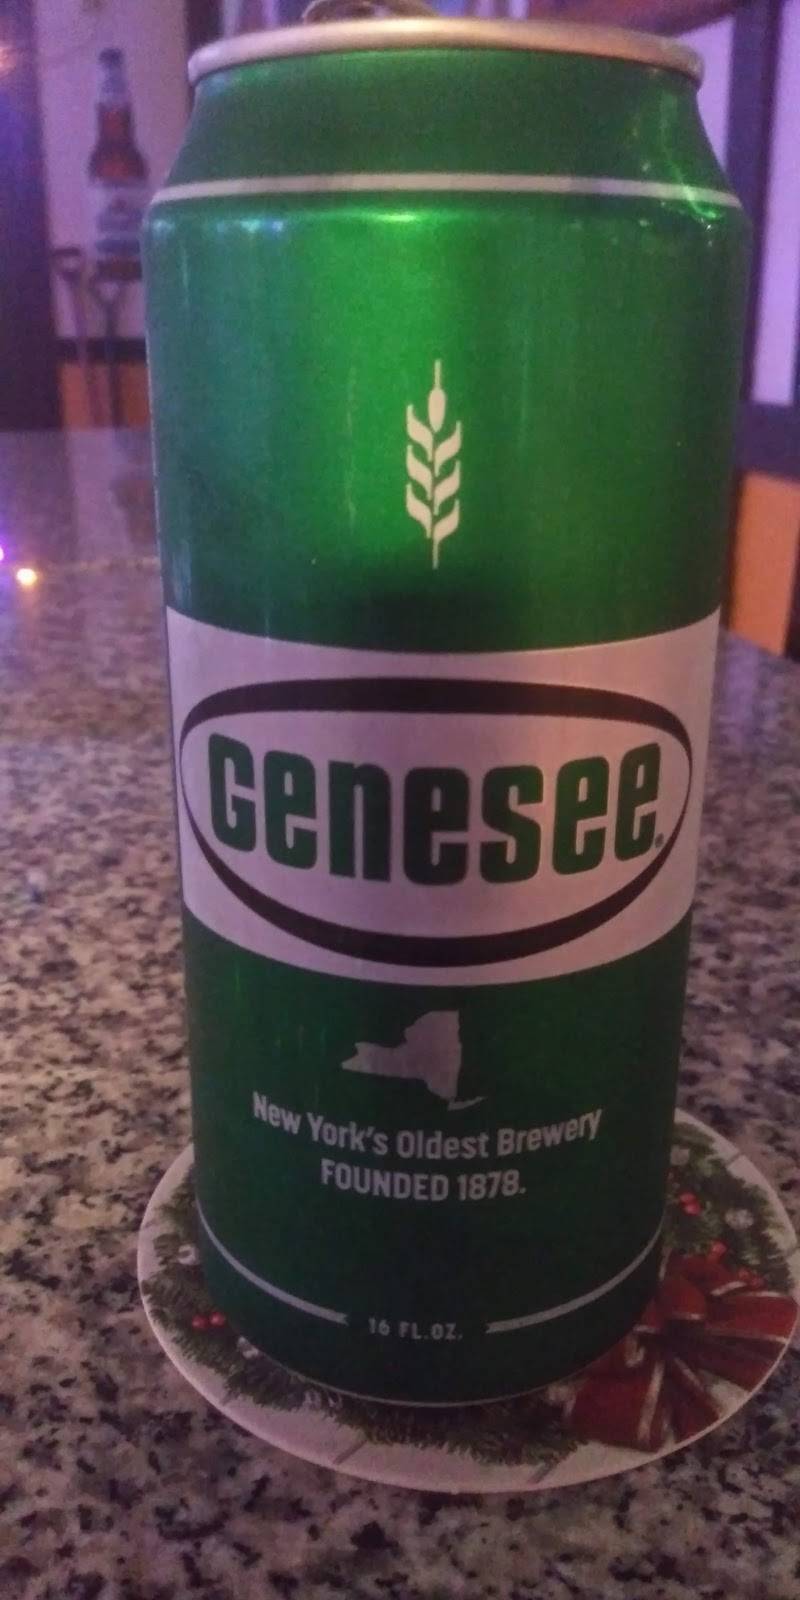 Genesee
New York's Oldest Brewery
FOUNDED 1878.
16 FL.OZ.